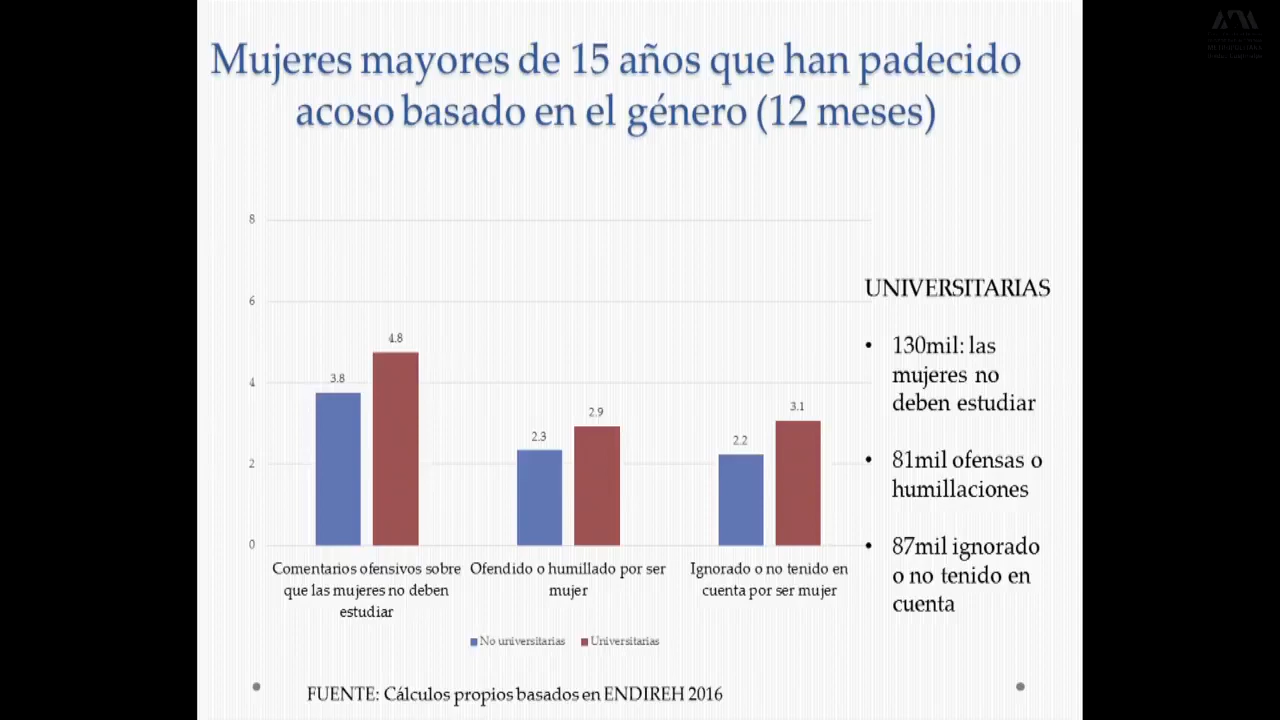 Mujeres mayores de 15 años que han padecido
acoso basado en el género (12 meses)
8
6
4
2
0
3.8
4.8
2.3
2.9
2.2
3.1
Comentarios ofensivos sobre
que las mujeres no deben
estudiar
Ofendido o humillado por ser
mujer
Ignorado o no tenido en
cuenta por ser mujer
No universitarias
Universitarias
UNIVERSITARIAS
• 130mil: las
mujeres no
deben estudiar
• 81mil ofensas o
humillaciones
• 87mil ignorado
o no tenido en
cuenta
FUENTE: Cálculos propios basados en ENDIREH 2016